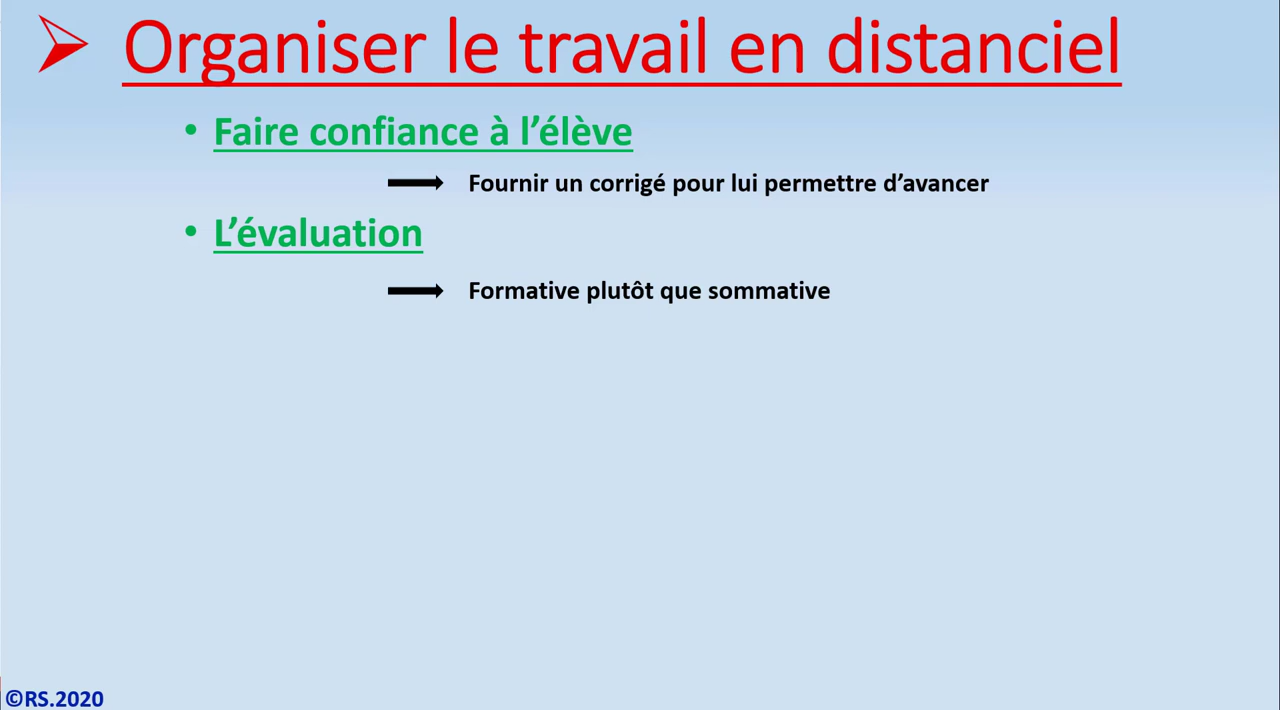 Organiser le travail en distanciel
• Faire confiance à l’élève
Fournir un corrigé pour lui permettre d’avancer
• L’évaluation
Formative plutôt que sommative
©RS.2020